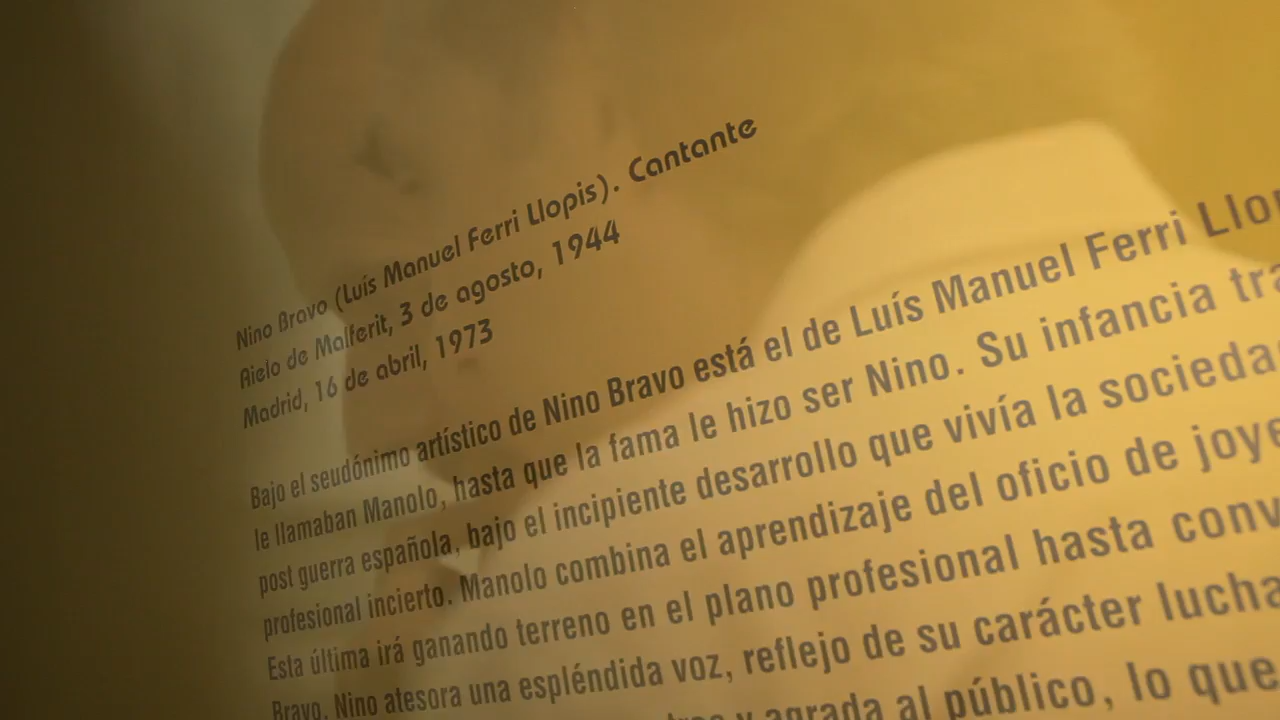 Nino Bravo (Luís Manuel Ferri Llopis). Cantante
Aielo de Malferit, 3 de agosto, 1944
Madrid, 16 de abril, 1973
Bajo el seudónimo artístico de Nino Bravo está el de Luís Manuel Ferri
le llamaban Manolo, hasta que la fama le hizo ser Nino. Su infancia
post guerra española, bajo el incipiente desarrollo que vivía la
profesional incierto. Manolo combina el aprendizaje del oficio de
Esta última irá ganando terreno en el plano profesional hasta
Bravo. Nino atesora una espléndida voz, reflejo de su carácter
y agrada al público, lo que